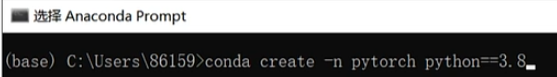 选择 Anaconda Prompt
(base) C:\Users\86159>conda create -n pytorch python==3.8